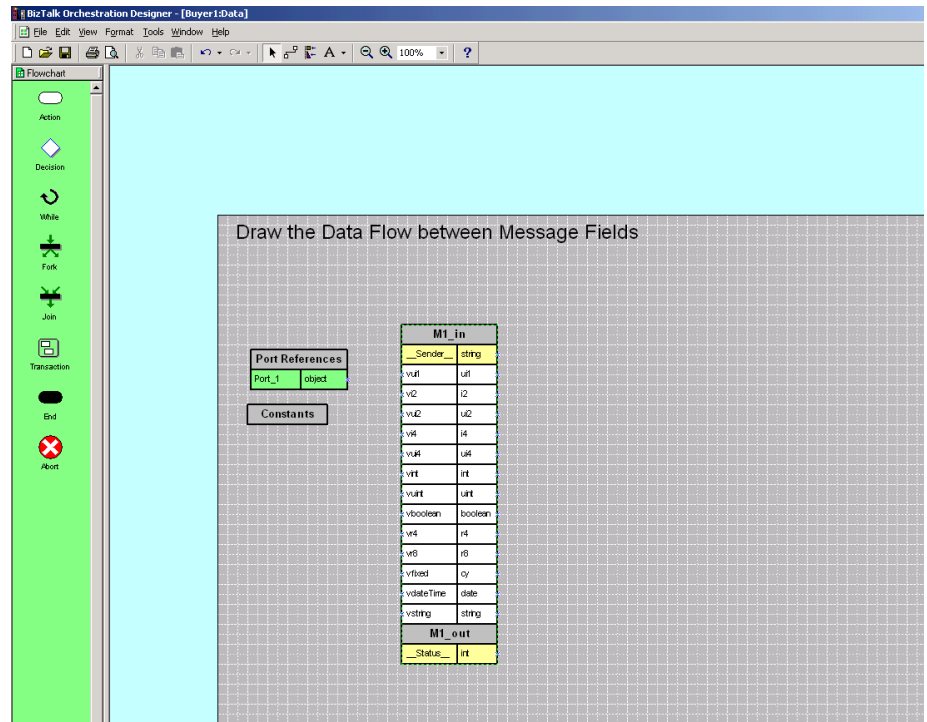 BizTalk Orchestration Designer - [Buyer1:Data]
File Edit View Format Tools Window Help
A 100% ?
Flowchart
Action
Decision
While
Fork
Join
Transaction
End
Abort
Draw the Data Flow between Message Fields
Port References
Port_1 object
Constants
M1_in
__Sender__ string
vui1 ui1
vi2 i2
vui2 ui2
vi4 i4
vui4 ui4
vint int
vuint uint
vboolean boolean
vr4 r4
vr8 r8
vfixed cy
vdateTime date
vstring string
M1_out
__Status__ int